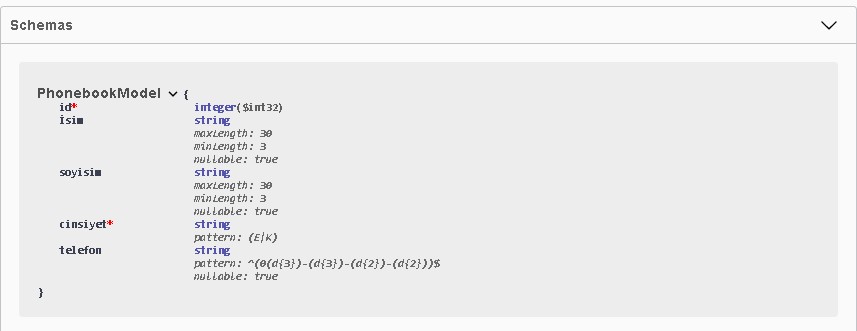 Schemas
PhonebookModel {
id* integer($int32)
İsim string
maxLength: 30
minLength: 3
nullable: true
soyisim string
maxLength: 30
minLength: 3
nullable: true
cinsiyet* string
pattern: (E|K)
telefon string
pattern: ^(0(d{3})-(d{3})-(d{2})-(d{2}))$
nullable: true
}